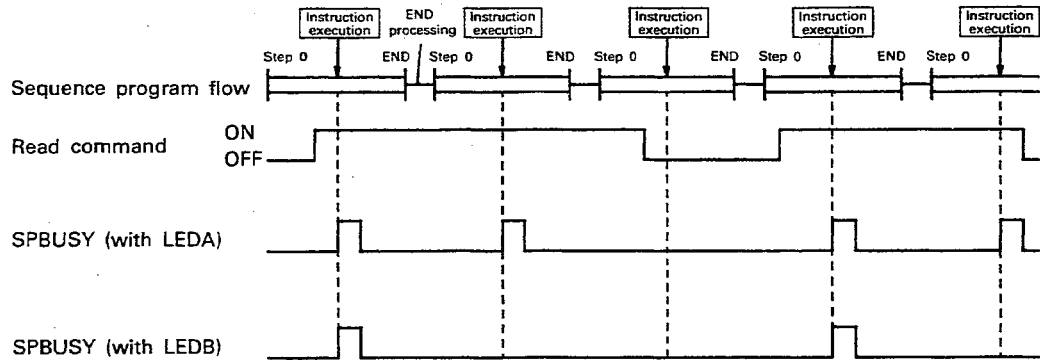 Instruction execution
END processing
Instruction execution
Instruction execution
Instruction execution
Instruction execution
Step 0
END
Step 0
END
Step 0
END
Step 0
END
Step 0
Sequence program flow
Read command
ON
OFF
SPBUSY (with LEDA)
SPBUSY (with LEDB)